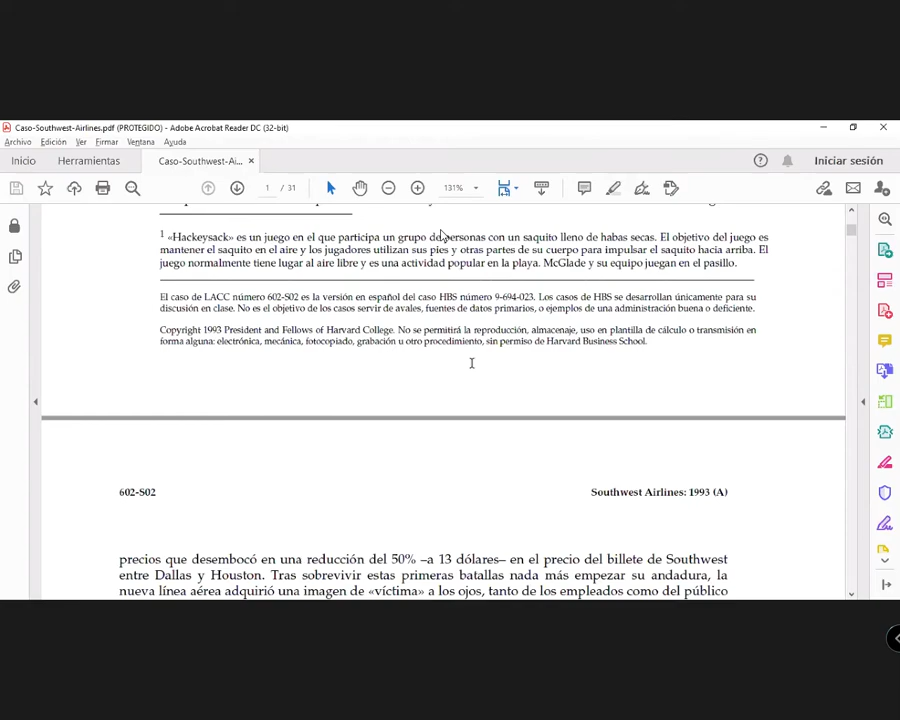 Caso-Southwest-Airlines.pdf (PROTEGIDO) - Adobe Acrobat Reader DC (32-bit)
Archivo Edición Ver Firmar Ventana Ayuda
Inicio Herramientas Caso-Southwest-Ai... × Iniciar sesión
1 / 31 131%
1 «Hackeysack» es un juego en el que participa un grupo de personas con un saquito lleno de habas secas. El objetivo del juego es
mantener el saquito en el aire y los jugadores utilizan sus pies y otras partes de su cuerpo para impulsar el saquito hacia arriba. El
juego normalmente tiene lugar al aire libre y es una actividad popular en la playa. McGlade y su equipo juegan en el pasillo.
El caso de LACC número 602-S02 es la versión en español del caso HBS número 9-694-023. Los casos de HBS se desarrollan únicamente para su
discusión en clase. No es el objetivo de los casos servir de avales, fuentes de datos primarios, o ejemplos de una administración buena o deficiente.
Copyright 1993 President and Fellows of Harvard College. No se permitirá la reproducción, almacenaje, uso en plantilla de cálculo o transmisión en
forma alguna: electrónica, mecánica, fotocopiado, grabación u otro procedimiento, sin permiso de Harvard Business School.
602-S02 Southwest Airlines: 1993 (A)
precios que desembocó en una reducción del 50% –a 13 dólares– en el precio del billete de Southwest
entre Dallas y Houston. Tras sobrevivir estas primeras batallas nada más empezar su andadura, la
nueva línea aérea adquirió una imagen de «víctima» a los ojos, tanto de los empleados como del público